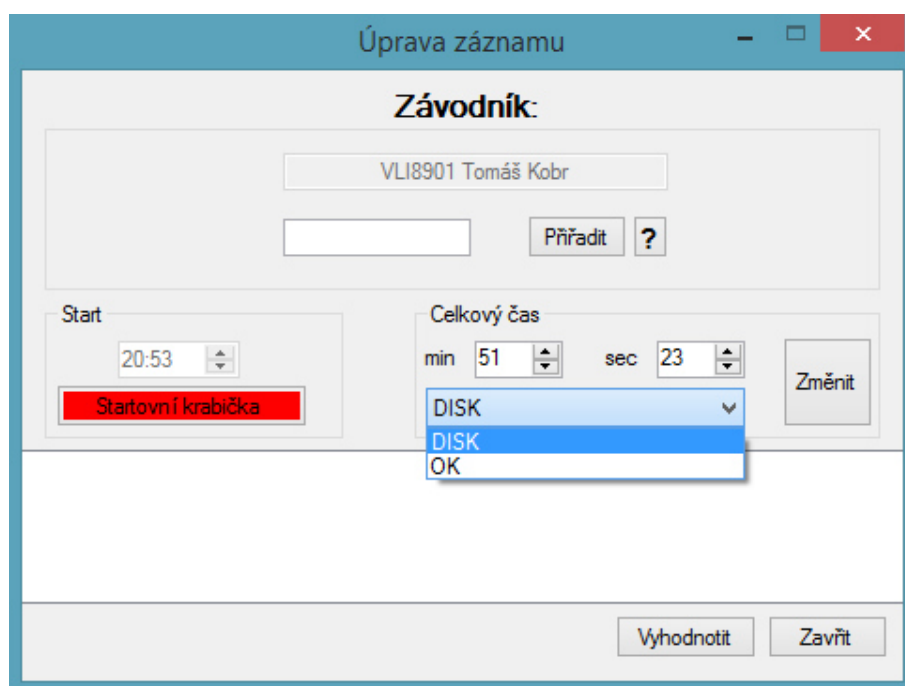 Úprava záznamu
Závodník:
VLI8901 Tomáš Kobr
Přiřadit ?
Start
20:53
Startovní krabička
Celkový čas
min 51 sec 23
DISK
DISK
OK
Změnit
Vyhodnotit Zavřit